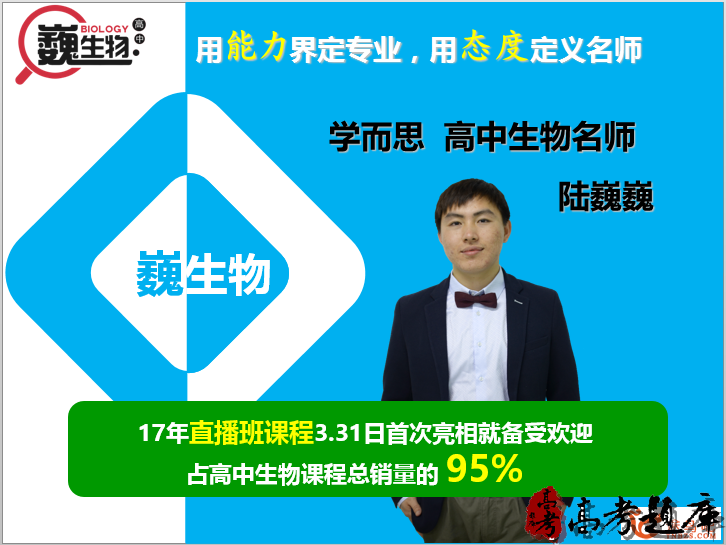 巍生物
BIOLOGY
高中
用能力界定专业，用态度定义名师
学而思 高中生物名师
陆巍巍
巍生物
17年直播班课程3.31日首次亮相就备受欢迎
占高中生物课程总销量的 95%
高考
高考题库